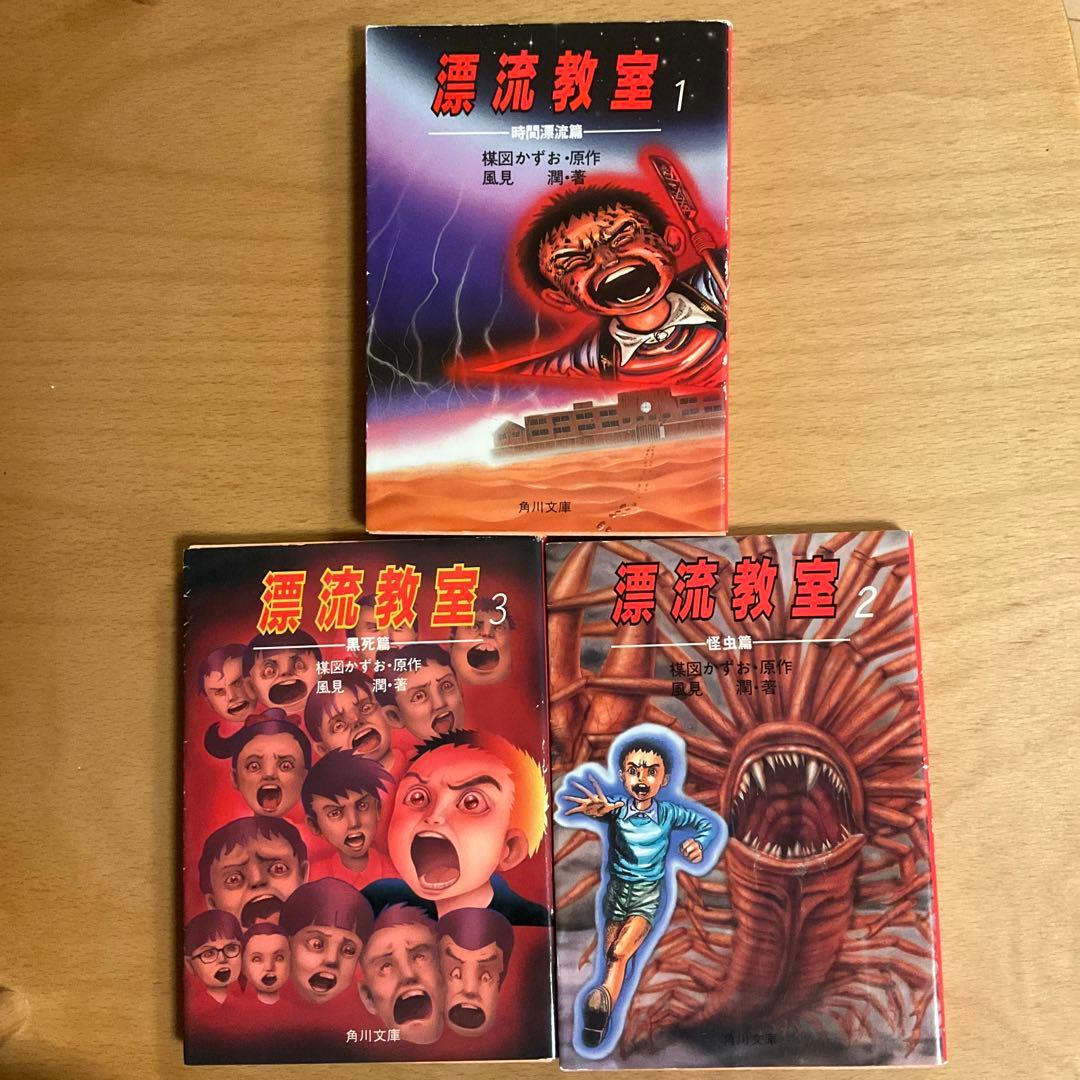 漂流教室 1
時間漂流篇
楳図かずお・原作
風見 潤・著
角川文庫
漂流教室 3
黒死篇
楳図かずお・原作
風見 潤・著
角川文庫
漂流教室 2
怪虫篇
楳図かずお・原作
風見 潤・著
角川文庫